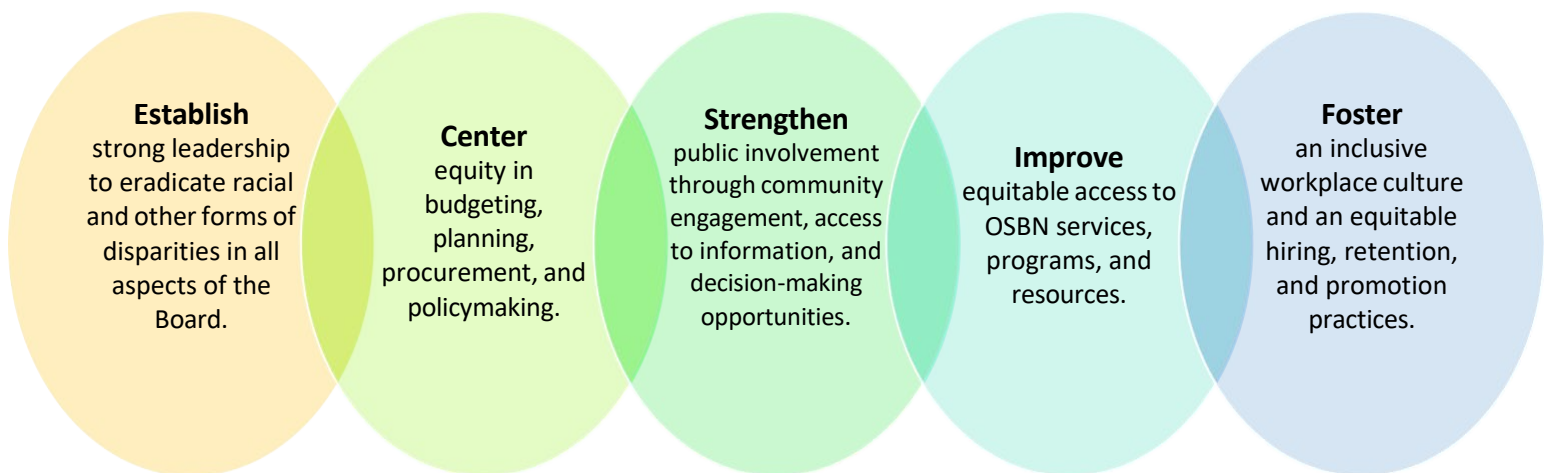 Establish
strong leadership
to eradicate racial
and other forms of
disparities in all
aspects of the
Board.
Center
equity in
budgeting,
planning,
procurement, and
policymaking.
Strengthen
public involvement
through community
engagement, access
to information, and
decision-making
opportunities.
Improve
equitable access to
OSBN services,
programs, and
resources.
Foster
an inclusive
workplace culture
and an equitable
hiring, retention,
and promotion
practices.